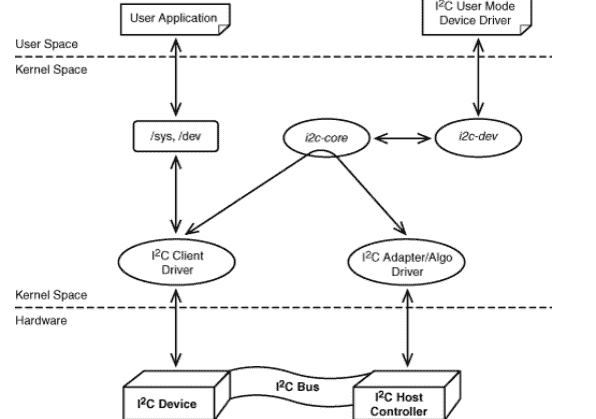 User Application
I²C User Mode
Device Driver
User Space
Kernel Space
/sys, /dev
i2c-core
i2c-dev
I²C Client
Driver
I²C Adapter/Algo
Driver
Kernel Space
Hardware
I²C Device
I²C Bus
I²C Host
Controller